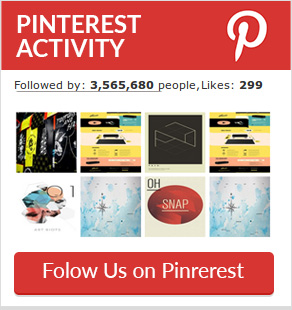 PINTEREST
ACTIVITY
Followed by: 3,565,680 people,Likes: 299
OH
SNAP
Folow Us on Pinrerest